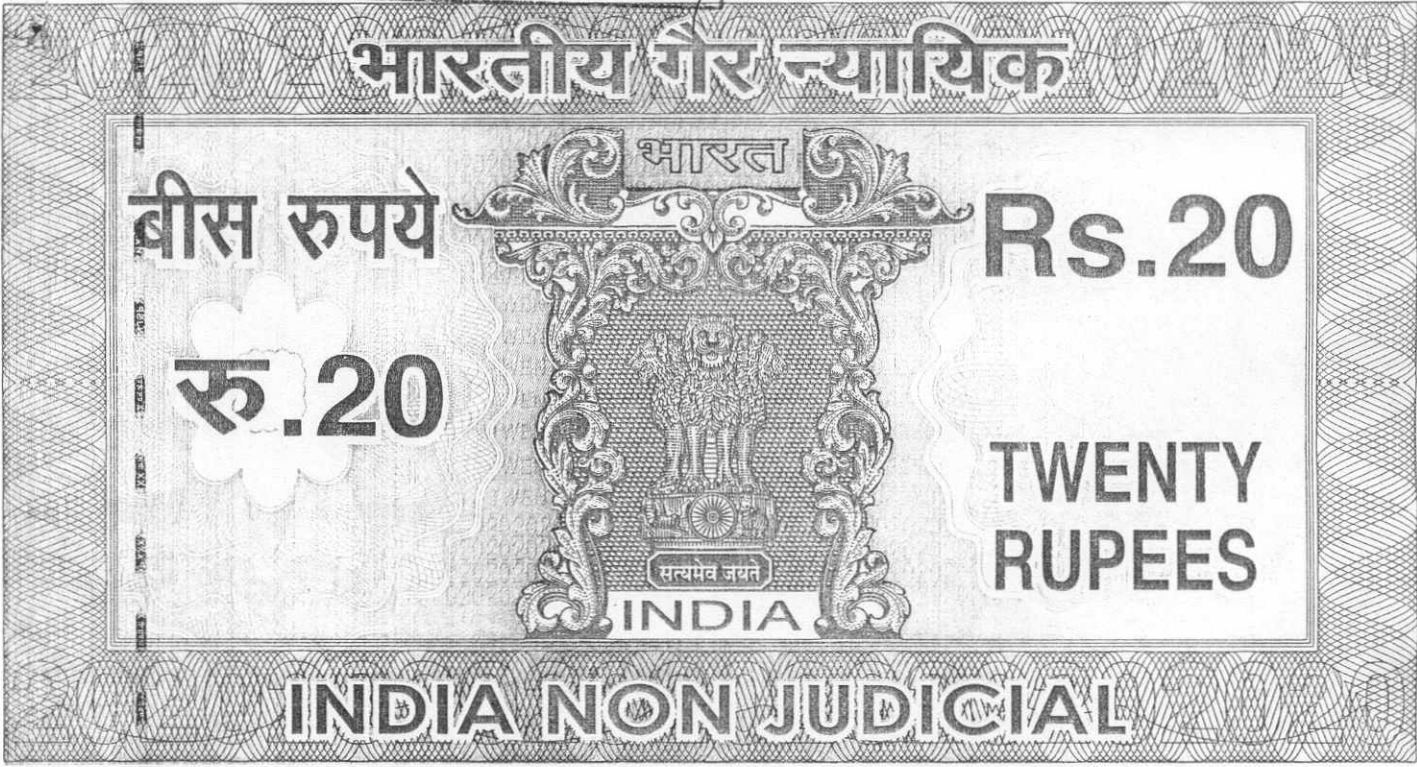 भारतीय गैर न्यायिक
भारत
बीस रुपये
Rs.20
रु.20
TWENTY
RUPEES
सत्यमेव जयते
INDIA
INDIA NON JUDICIAL